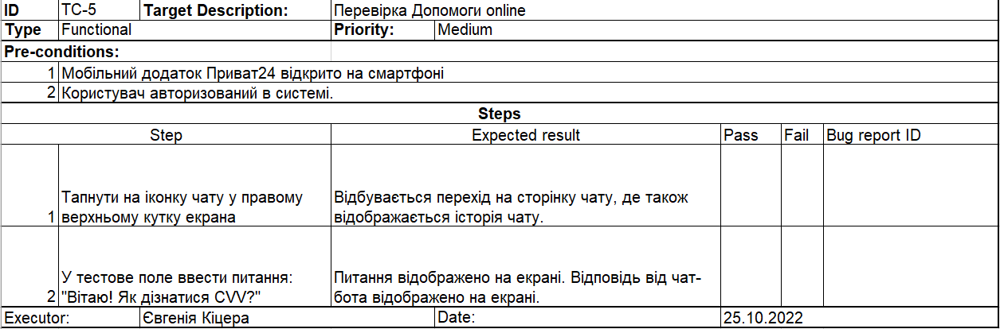 ID TC-5 Target Description: Перевірка Допомоги online
Type Functional Priority: Medium
Pre-conditions:
1 Мобільний додаток Приват24 відкрито на смартфоні
2 Користувач авторизований в системі.
Steps
Step Expected result Pass Fail Bug report ID
Тапнути на іконку чату у правому Відбувається перехід на сторінку чату, де також
1 верхньому кутку екрана відображається історія чату.
У тестове поле ввести питання: Питання відображено на екрані. Відповідь від чат-
2 "Вітаю! Як дізнатися CVV?" бота відображено на екрані.
Executor: Євгенія Кіцера Date: 25.10.2022